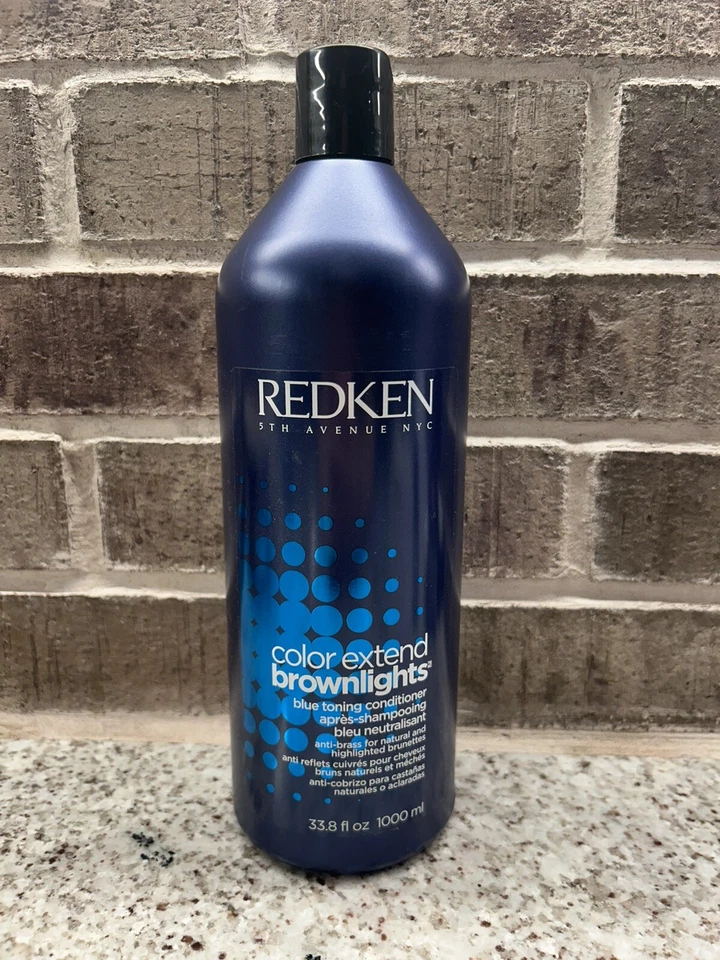 REDKEN
5TH AVENUE NYC
color extend
brownlights™
blue toning conditioner
après-shampooing
bleu neutralisant
anti-brass for natural and
highlighted brunettes
anti reflets cuivrés pour cheveux
bruns naturels et méchés
anti-cobrizo para castañas
naturales o aclaradas
33.8 fl oz 1000 ml